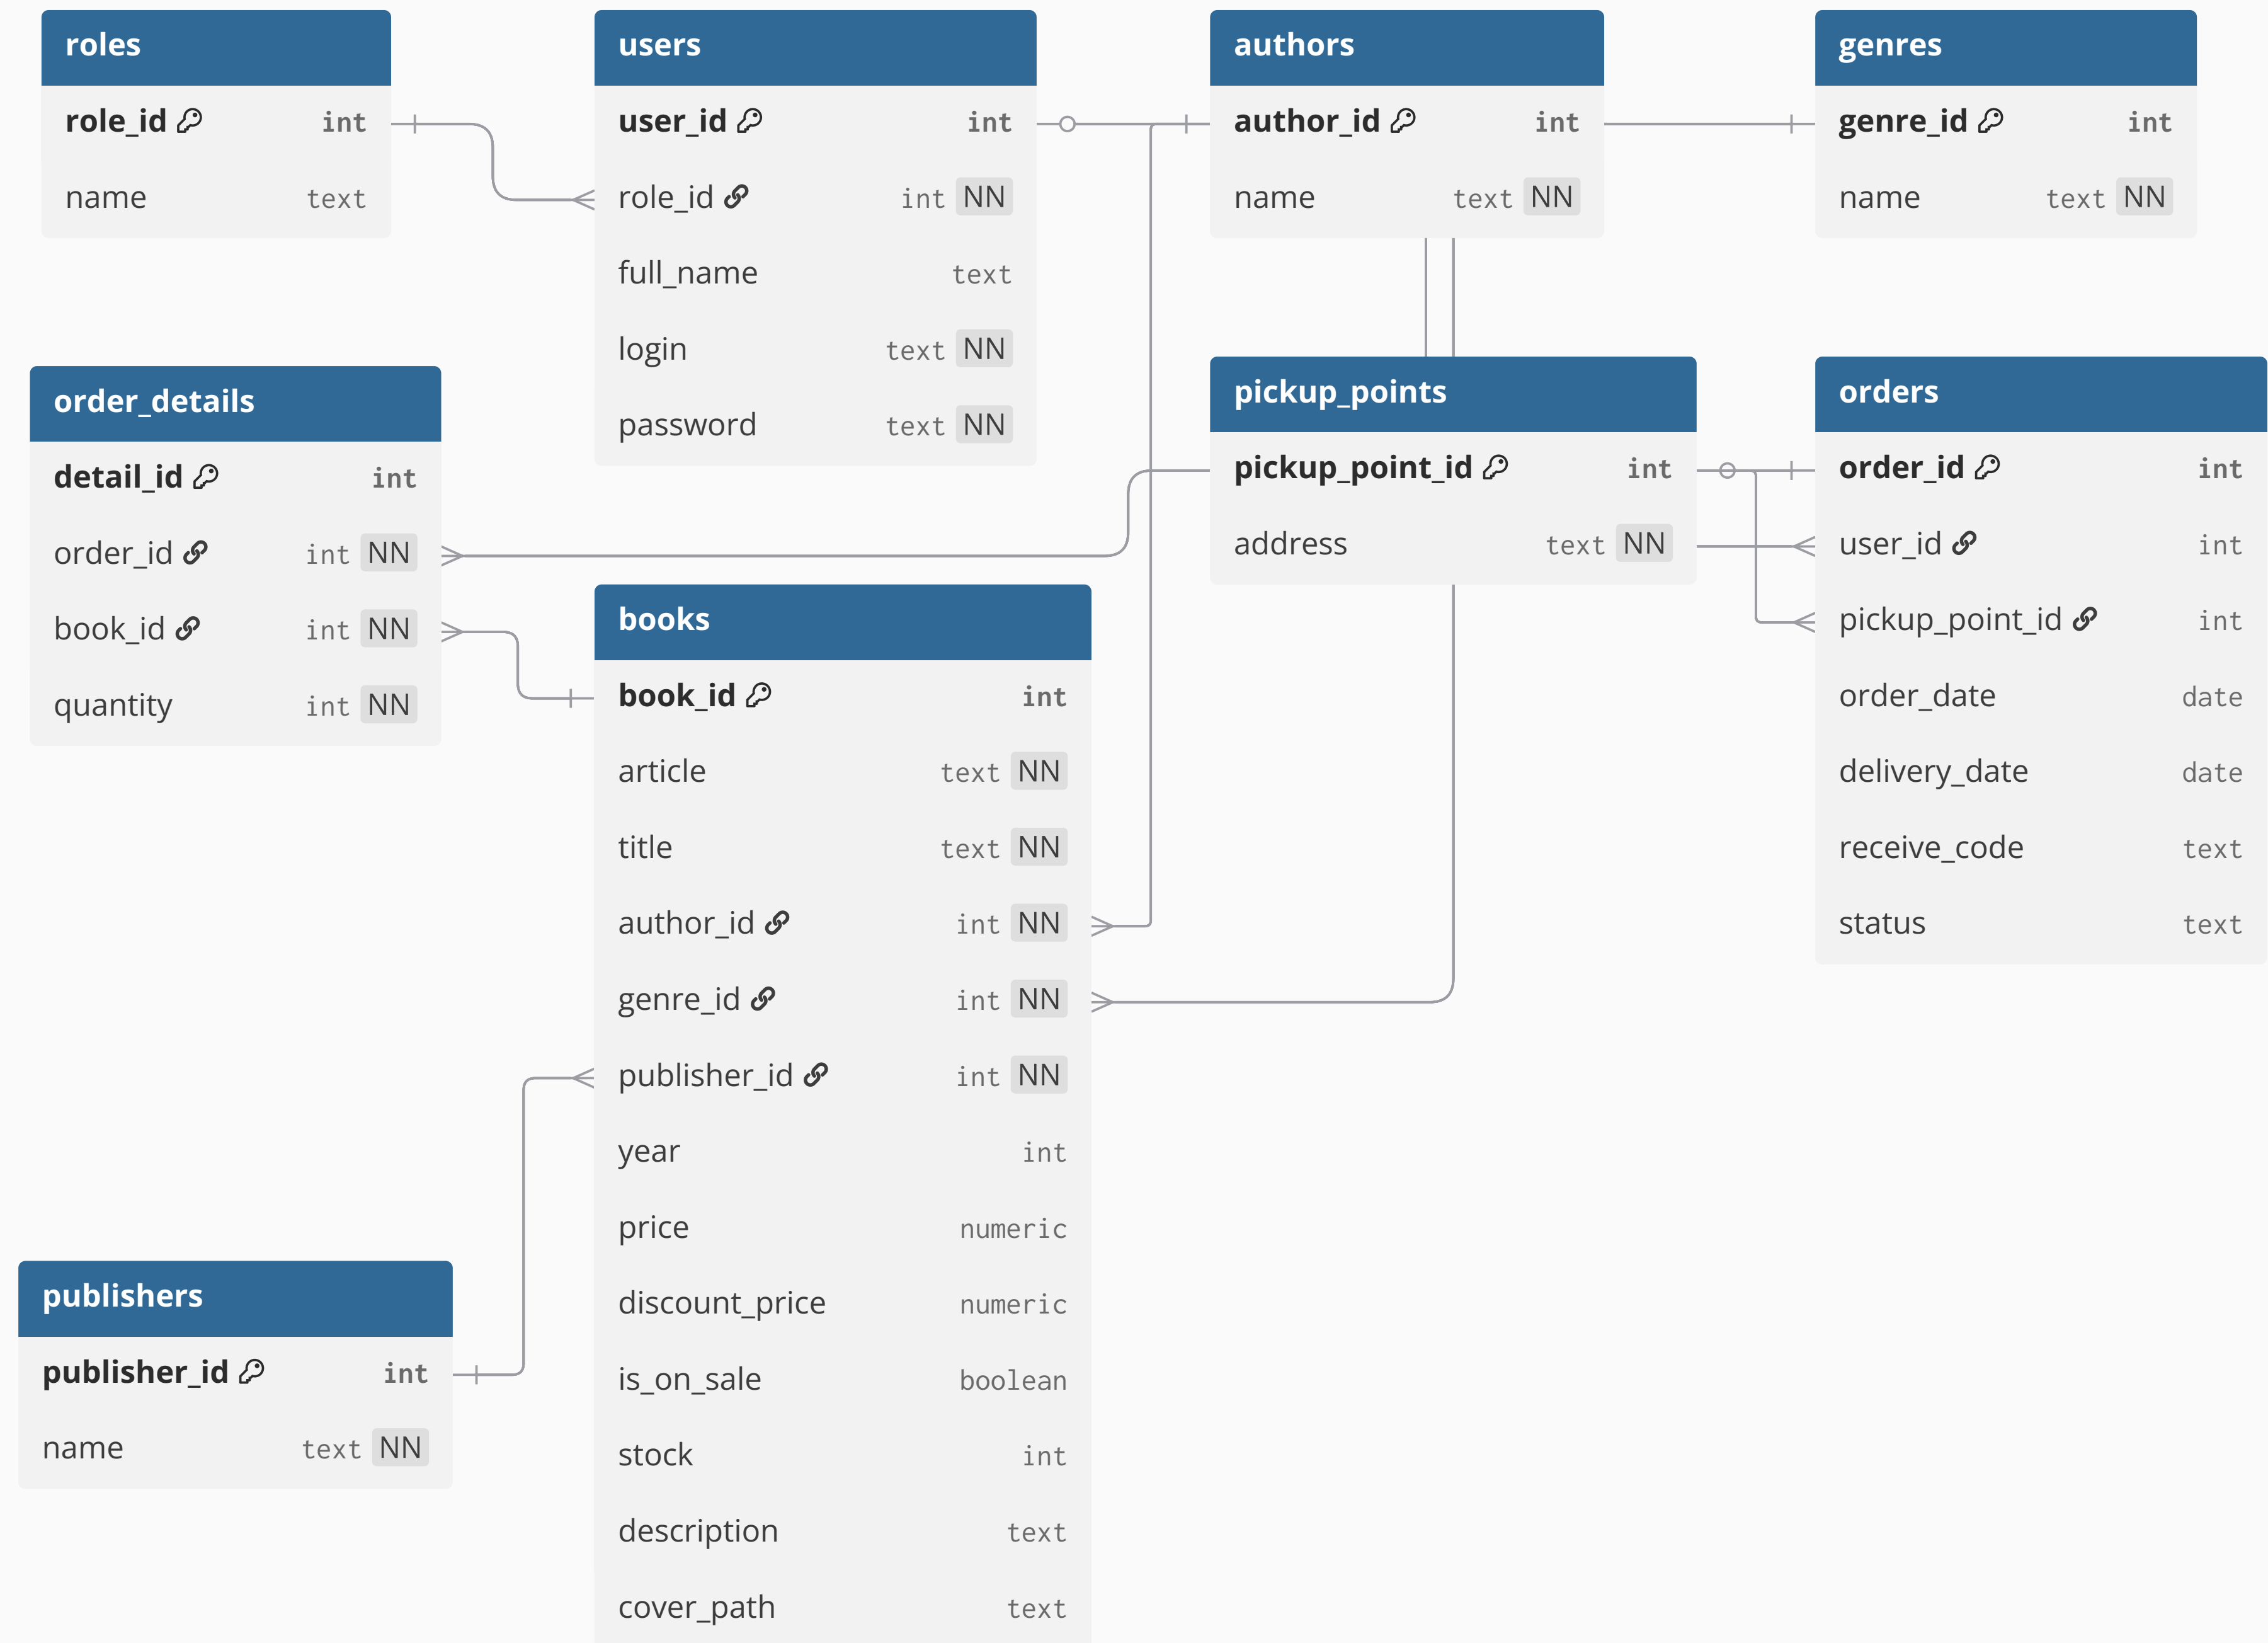 roles
role_id int
name text
users
user_id int
role_id int NN
full_name text
login text NN
password text NN
authors
author_id int
name text NN
genres
genre_id int
name text NN
order_details
detail_id int
order_id int NN
book_id int NN
quantity int NN
pickup_points
pickup_point_id int
address text NN
orders
order_id int
user_id int
pickup_point_id int
order_date date
delivery_date date
receive_code text
status text
books
book_id int
article text NN
title text NN
author_id int NN
genre_id int NN
publisher_id int NN
year int
price numeric
discount_price numeric
is_on_sale boolean
stock int
description text
cover_path text
publishers
publisher_id int
name text NN